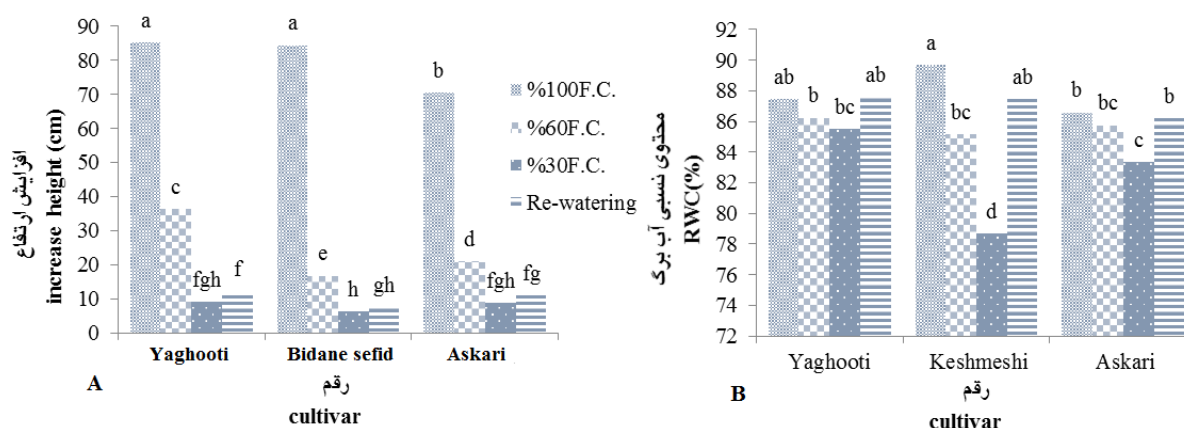 افزایش ارتفاع
increase height (cm)
90
80
70
60
50
40
30
20
10
0
a
c
fgh
f
a
e
h
gh
b
d
fgh
fg
%100F.C.
%60F.C.
%30F.C.
Re-watering
Yaghooti
Bidane sefid
Askari
رقم
cultivar
A
محتوی نسبی آب برگ
RWC(%)
92
90
88
86
84
82
80
78
76
74
72
ab
b
bc
ab
a
bc
d
ab
b
bc
c
b
Yaghooti
Keshmeshi
Askari
رقم
cultivar
B